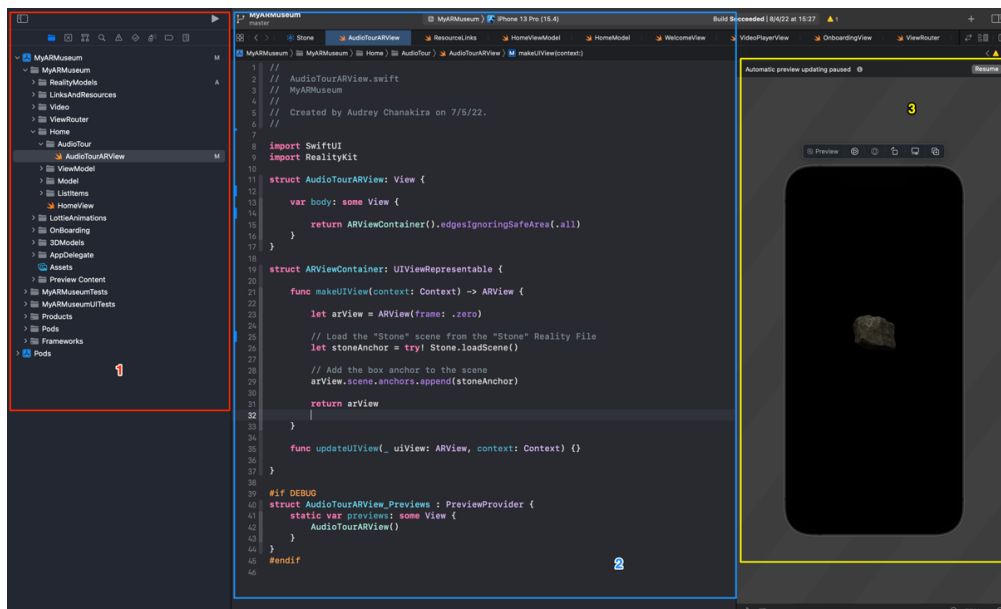 MyARMuseum
master
MyARMuseum 〉 iPhone 13 Pro (15.4)
Build Succeeded | 8/4/22 at 15:27
1
Stone
AudioTourARView
ResourceLinks
HomeViewModel
HomeModel
WelcomeView
VideoPlayerView
OnboardingView
ViewRouter
MyARMuseum 〉 MyARMuseum 〉 Home 〉 AudioTour 〉 AudioTourARView 〉 M makeUIView(context:)
MyARMuseum M
MyARMuseum
RealityModels A
LinksAndResources
Video
ViewRouter
Home
AudioTour
AudioTourARView M
ViewModel
Model
ListItems
HomeView
LottieAnimations
OnBoarding
3DModels
AppDelegate
Assets
Preview Content
MyARMuseumTests
MyARMuseumUITests
Products
Pods
Frameworks
Pods
1
1 //
2 //  AudioTourARView.swift
3 //  MyARMuseum
4 //
5 //  Created by Audrey Chanakira on 7/5/22.
6 //
7
8 import SwiftUI
9 import RealityKit
10
11 struct AudioTourARView: View {
12
13     var body: some View {
14
15         return ARViewContainer().edgesIgnoringSafeArea(.all)
16     }
17 }
18
19 struct ARViewContainer: UIViewRepresentable {
20
21     func makeUIView(context: Context) -> ARView {
22
23         let arView = ARView(frame: .zero)
24
25         // Load the "Stone" scene from the "Stone" Reality File
26         let stoneAnchor = try! Stone.loadScene()
27
28         // Add the box anchor to the scene
29         arView.scene.anchors.append(stoneAnchor)
30
31         return arView
32
33     }
34
35     func updateUIView(_ uiView: ARView, context: Context) {}
36
37 }
38
39 #if DEBUG
40 struct AudioTourARView_Previews : PreviewProvider {
41     static var previews: some View {
42         AudioTourARView()
43     }
44 }
45 #endif
46
2
Automatic preview updating paused
Resume
3
Preview